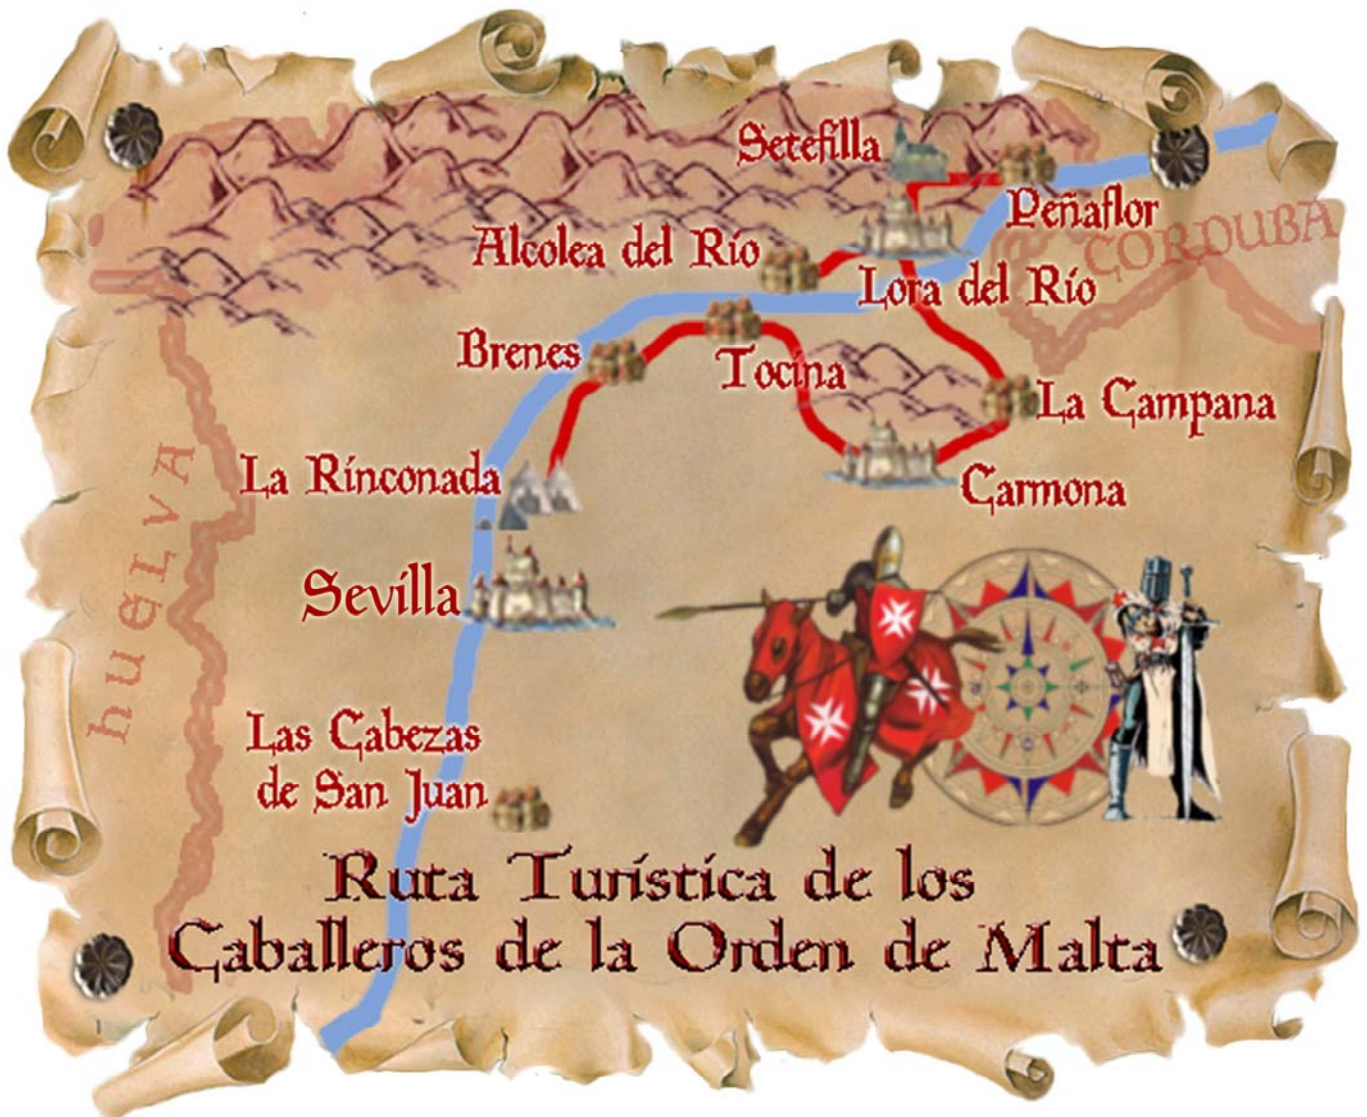 Setefilla
Peñaflor
CORDUBA
Alcolea del Río
Lora del Río
Brenes
Tocina
La Campana
La Rinconada
Carmona
huelva
Sevilla
Las Cabezas
de San Juan
Ruta Turística de los
Caballeros de la Orden de Malta